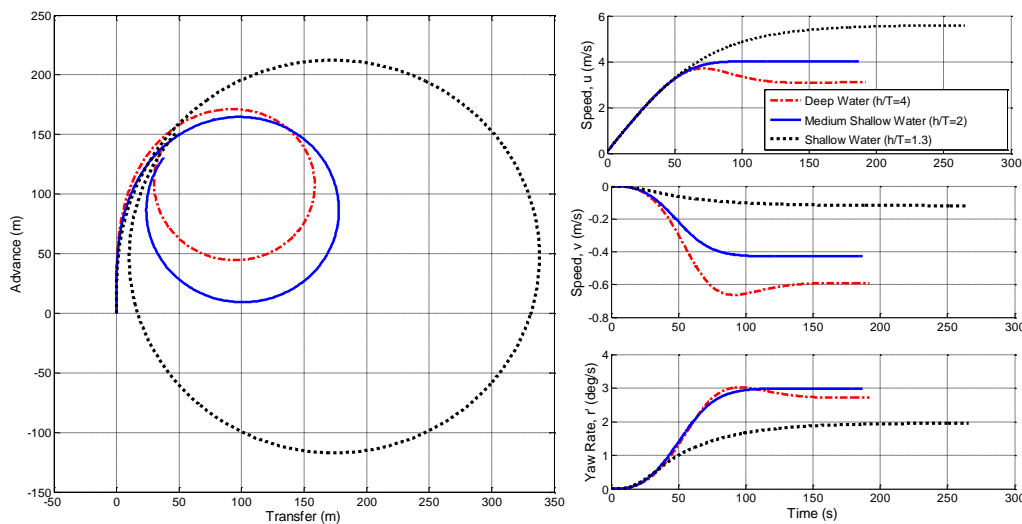 250
200
150
100
50
0
-50
-100
-150
-50 0 50 100 150 200 250 300 350
Advance (m)
Transfer (m)
6
4
2
0
0 50 100 150 200 250 300
Speed, u (m/s)
Deep Water (h/T=4)
Medium Shallow Water (h/T=2)
Shallow Water (h/T=1.3)
0
-0.2
-0.4
-0.6
-0.8
0 50 100 150 200 250 300
Speed, v (m/s)
4
3
2
1
0
0 50 100 150 200 250 300
Yaw Rate, r' (deg/s)
Time (s)